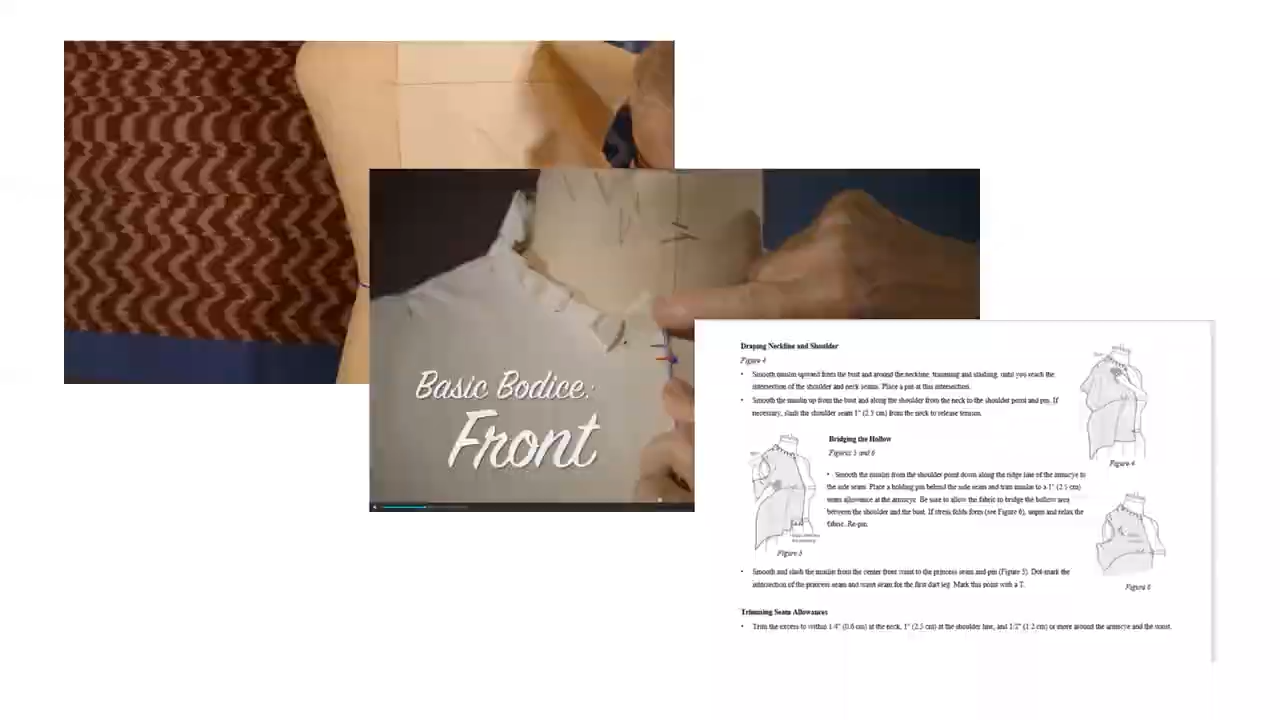 Basic Bodice:
Front
Draping Neckline and Shoulder
Figure 4
• Smooth muslin upward from the bust and around the neckline, trimming and slashing, until you reach the
intersection of the shoulder and neck seams. Place a pin at this intersection.
• Smooth the muslin up from the bust and along the shoulder from the neck to the shoulder point and pin. If
necessary, slash the shoulder seam 1" (2.5 cm) from the neck to release tension.
Figure 4
Bridging the Hollow
Figures 5 and 6
• Smooth the muslin from the shoulder point down along the ridge line of the armscye to
the side seam. Place a holding pin behind the side seam and trim muslin to a 1" (2.5 cm)
seam allowance at the armscye. Be sure to allow the fabric to bridge the hollow area
between the shoulder and the bust. If stress folds form (see Figure 6), unpin and relax the
fabric. Re-pin.
Figure 5
Figure 6
• Smooth and slash the muslin from the center front waist to the princess seam and pin (Figure 5). Dot-mark the
intersection of the princess seam and waist seam for the first dart leg. Mark this point with a T.
Trimming Seam Allowances
• Trim the excess to within 1/4" (0.6 cm) at the neck, 1" (2.5 cm) at the shoulder line, and 1/2" (1.2 cm) or more around the armscye and the waist.